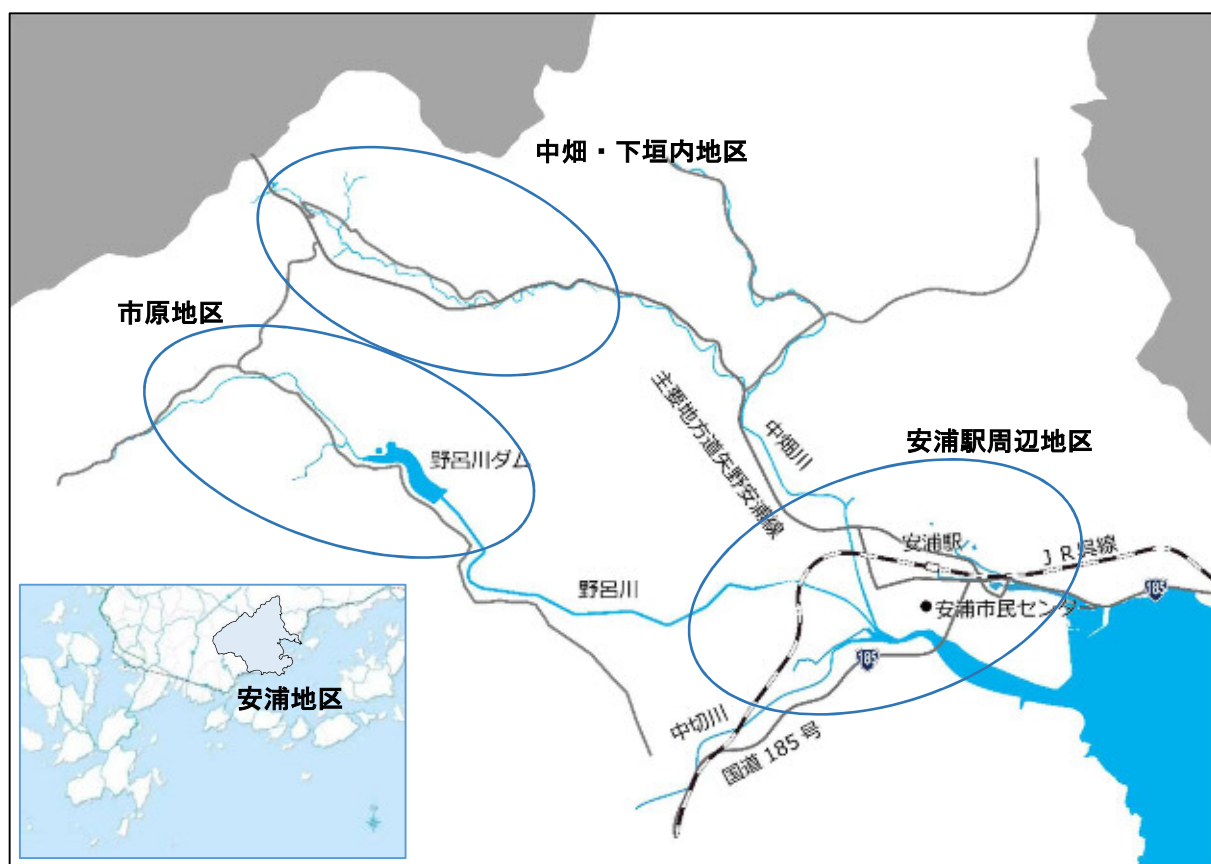 中畑・下垣内地区
市原地区
主要地方道矢野安浦線
中畑川
安浦駅周辺地区
野呂川ダム
安浦駅
JR呉線
野呂川
安浦市民センター
185
185
中切川
国道185号
安浦地区